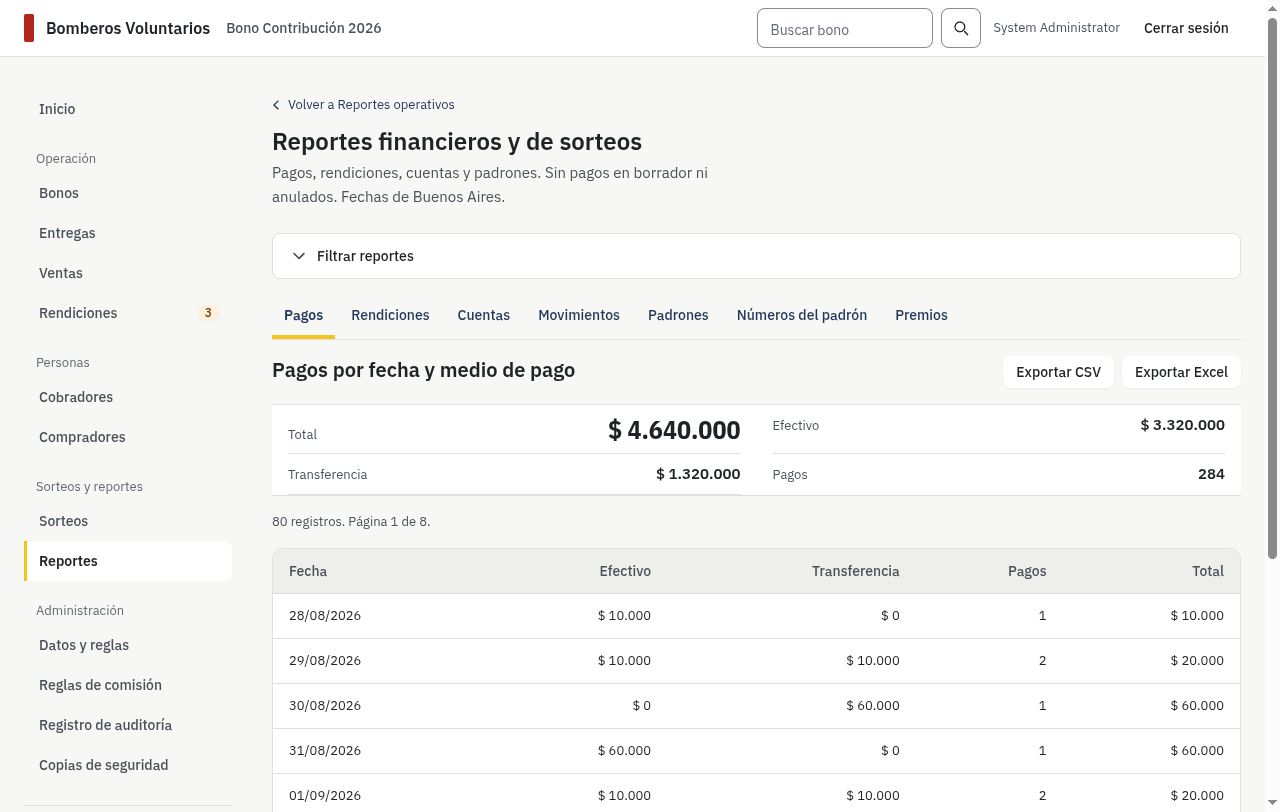 Bomberos Voluntarios Bono Contribución 2026 Buscar bono System Administrator Cerrar sesión
Inicio
Operación
Bonos
Entregas
Ventas
Rendiciones 3
Personas
Cobradores
Compradores
Sorteos y reportes
Sorteos
Reportes
Administración
Datos y reglas
Reglas de comisión
Registro de auditoría
Copias de seguridad
Volver a Reportes operativos
Reportes financieros y de sorteos
Pagos, rendiciones, cuentas y padrones. Sin pagos en borrador ni
anulados. Fechas de Buenos Aires.
Filtrar reportes
Pagos Rendiciones Cuentas Movimientos Padrones Números del padrón Premios
Pagos por fecha y medio de pago Exportar CSV Exportar Excel
Total $ 4.640.000 Efectivo $ 3.320.000
Transferencia $ 1.320.000 Pagos 284
80 registros. Página 1 de 8.
Fecha Efectivo Transferencia Pagos Total
28/08/2026 $ 10.000 $ 0 1 $ 10.000
29/08/2026 $ 10.000 $ 10.000 2 $ 20.000
30/08/2026 $ 0 $ 60.000 1 $ 60.000
31/08/2026 $ 60.000 $ 0 1 $ 60.000
01/09/2026 $ 10.000 $ 10.000 2 $ 20.000